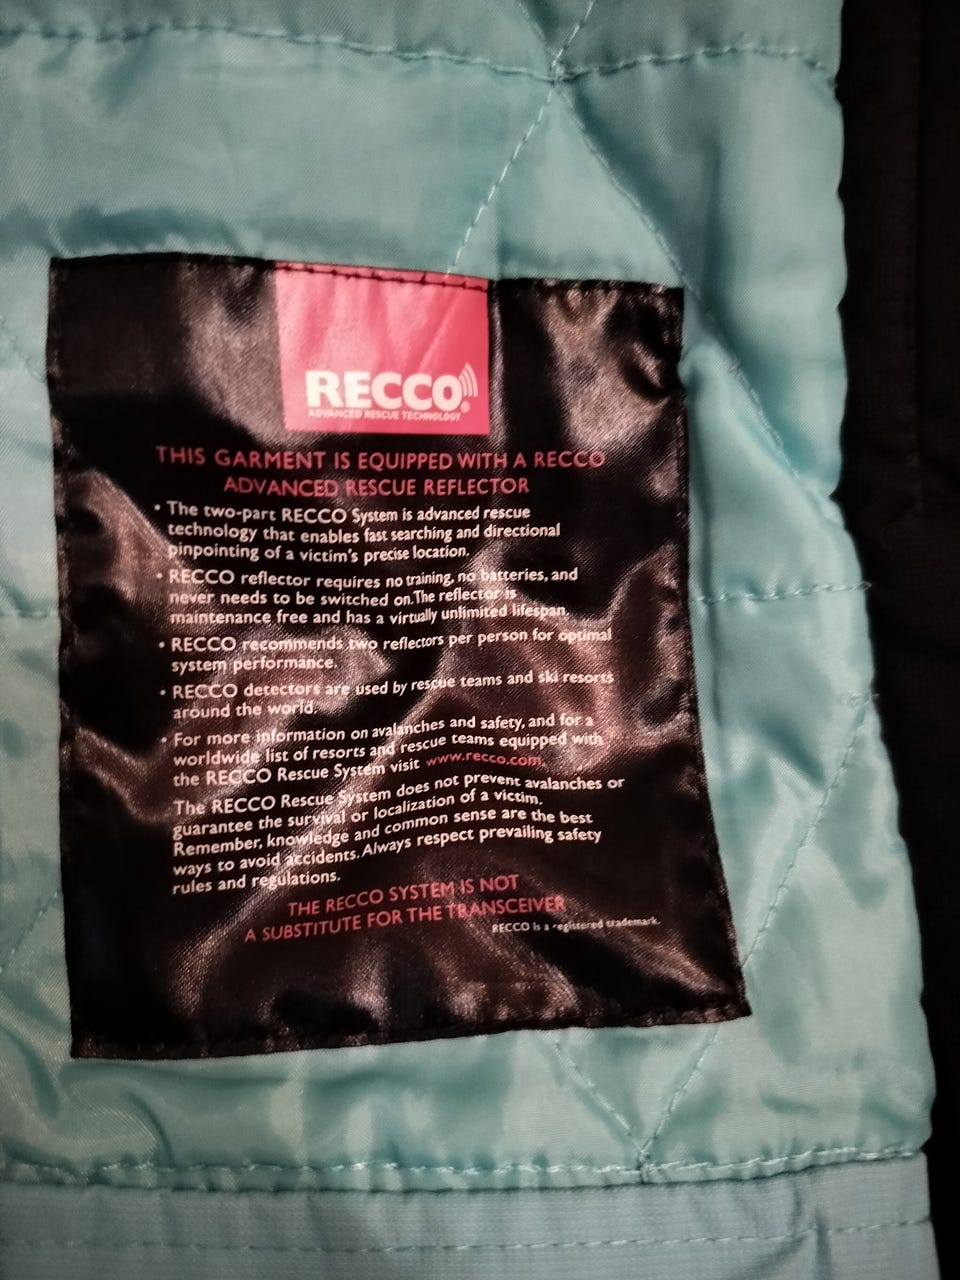 RECCO®
ADVANCED RESCUE TECHNOLOGY
THIS GARMENT IS EQUIPPED WITH A RECCO
ADVANCED RESCUE REFLECTOR
• The two-part RECCO System is advanced rescue
technology that enables fast searching and directional
pinpointing of a victim's precise location.
• RECCO reflector requires no training, no batteries, and
never needs to be switched on. The reflector is
maintenance free and has a virtually unlimited lifespan.
• RECCO recommends two reflectors per person for optimal
system performance.
• RECCO detectors are used by rescue teams and ski resorts
around the world.
• For more information on avalanches and safety, and for a
worldwide list of resorts and rescue teams equipped with
the RECCO Rescue System visit www.recco.com.
The RECCO Rescue System does not prevent avalanches or
guarantee the survival or localization of a victim.
Remember, knowledge and common sense are the best
ways to avoid accidents. Always respect prevailing safety
rules and regulations.
THE RECCO SYSTEM IS NOT
A SUBSTITUTE FOR THE TRANSCEIVER
RECCO is a registered trademark.